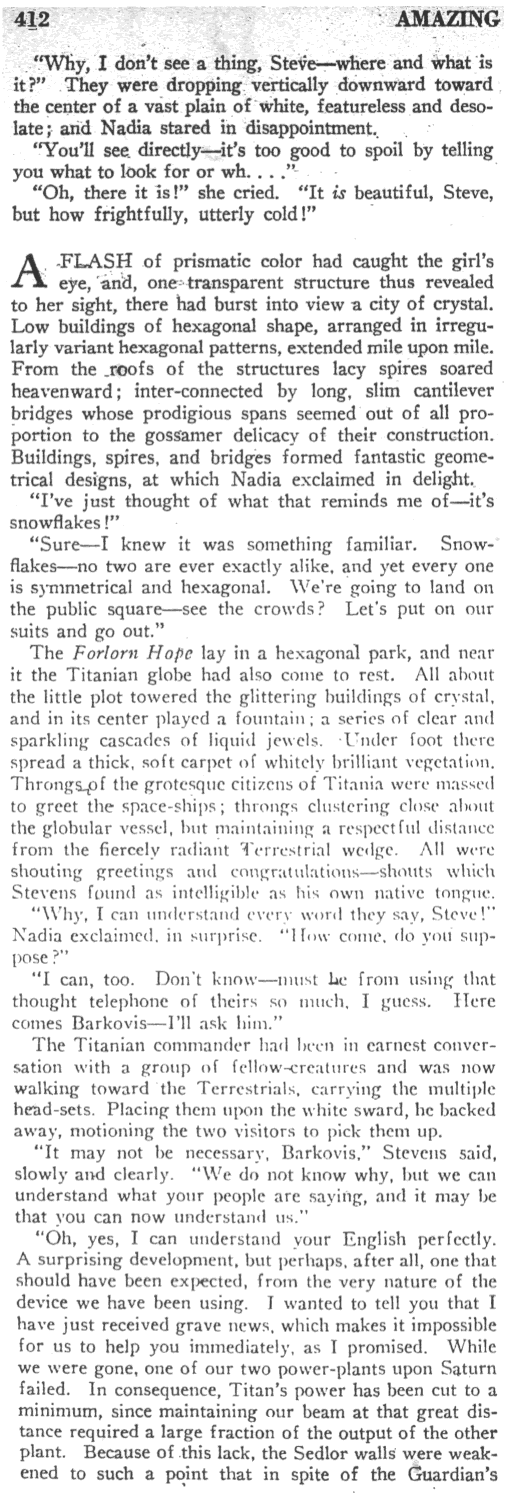 412 AMAZING
"Why, I don't see a thing, Steve—where and what is
it?" They were dropping vertically downward toward
the center of a vast plain of white, featureless and deso-
late; and Nadia stared in disappointment.
"You'll see directly—it's too good to spoil by telling
you what to look for or wh. . . ."
"Oh, there it is!" she cried. "It is beautiful, Steve,
but how frightfully, utterly cold!"
A FLASH of prismatic color had caught the girl's
eye, and, one transparent structure thus revealed
to her sight, there had burst into view a city of crystal.
Low buildings of hexagonal shape, arranged in irregu-
larly variant hexagonal patterns, extended mile upon mile.
From the roofs of the structures lacy spires soared
heavenward; inter-connected by long, slim cantilever
bridges whose prodigious spans seemed out of all pro-
portion to the gossamer delicacy of their construction.
Buildings, spires, and bridges formed fantastic geome-
trical designs, at which Nadia exclaimed in delight.
"I've just thought of what that reminds me of—it's
snowflakes!"
"Sure—I knew it was something familiar. Snow-
flakes—no two are ever exactly alike, and yet every one
is symmetrical and hexagonal. We're going to land on
the public square—see the crowds? Let's put on our
suits and go out."
The Forlorn Hope lay in a hexagonal park, and near
it the Titanian globe had also come to rest. All about
the little plot towered the glittering buildings of crystal,
and in its center played a fountain; a series of clear and
sparkling cascades of liquid jewels. Under foot there
spread a thick, soft carpet of whitely brilliant vegetation.
Throngs of the grotesque citizens of Titania were massed
to greet the space-ships; throngs clustering close about
the globular vessel, but maintaining a respectful distance
from the fiercely radiant Terrestrial wedge. All were
shouting greetings and congratulations—shouts which
Stevens found as intelligible as his own native tongue.
"Why, I can understand every word they say, Steve!"
Nadia exclaimed, in surprise. "How come, do you sup-
pose?"
"I can, too. Don't know—must be from using that
thought telephone of theirs so much, I guess. Here
comes Barkovis—I'll ask him."
The Titanian commander had been in earnest conver-
sation with a group of fellow-creatures and was now
walking toward the Terrestrials, carrying the multiple
head-sets. Placing them upon the white sward, he backed
away, motioning the two visitors to pick them up.
"It may not be necessary, Barkovis," Stevens said,
slowly and clearly. "We do not know why, but we can
understand what your people are saying, and it may be
that you can now understand us."
"Oh, yes, I can understand your English perfectly.
A surprising development, but perhaps, after all, one that
should have been expected, from the very nature of the
device we have been using. I wanted to tell you that I
have just received grave news, which makes it impossible
for us to help you immediately, as I promised. While
we were gone, one of our two power-plants upon Saturn
failed. In consequence, Titan's power has been cut to a
minimum, since maintaining our beam at that great dis-
tance required a large fraction of the output of the other
plant. Because of this lack, the Sedlor walls were weak-
ened to such a point that in spite of the Guardian's